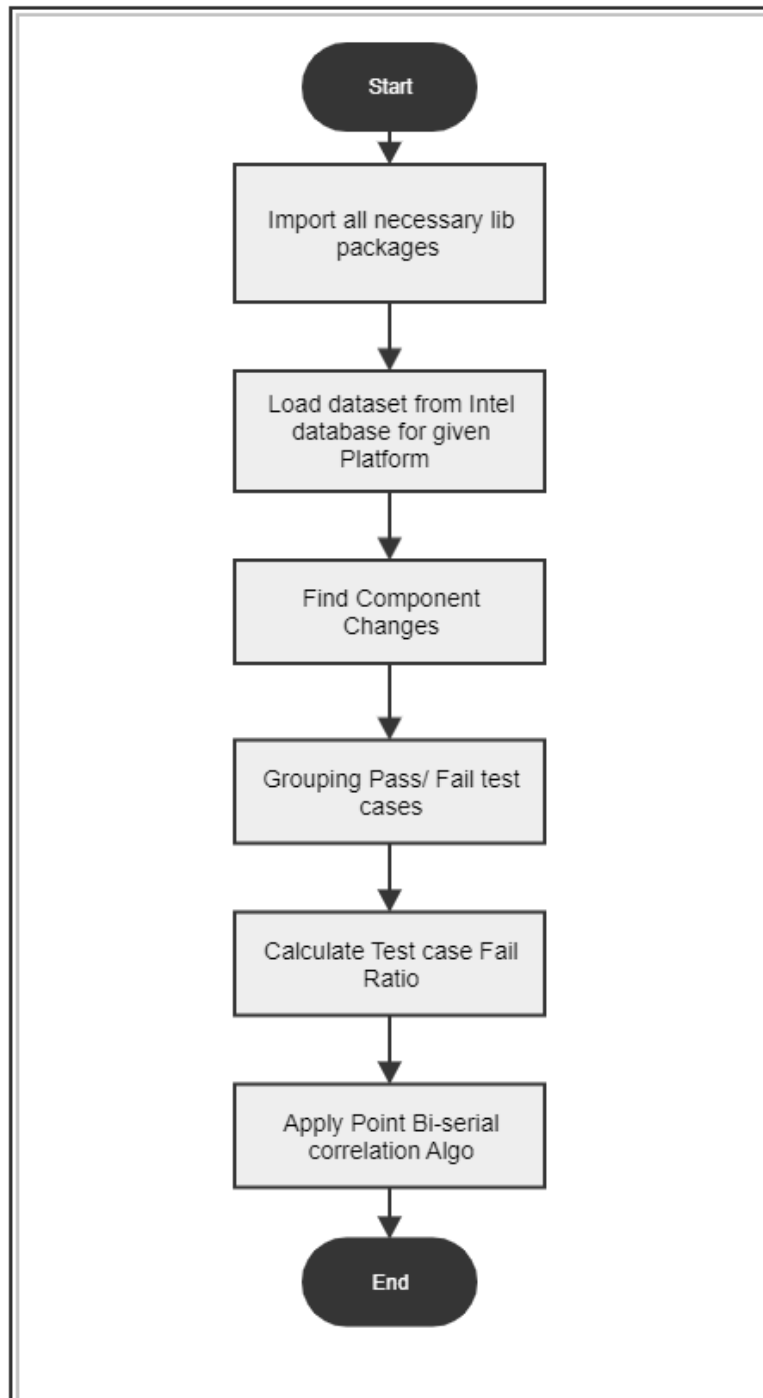 Start
Import all necessary lib
packages
Load dataset from Intel
database for given
Platform
Find Component
Changes
Grouping Pass/ Fail test
cases
Calculate Test case Fail
Ratio
Apply Point Bi-serial
correlation Algo
End